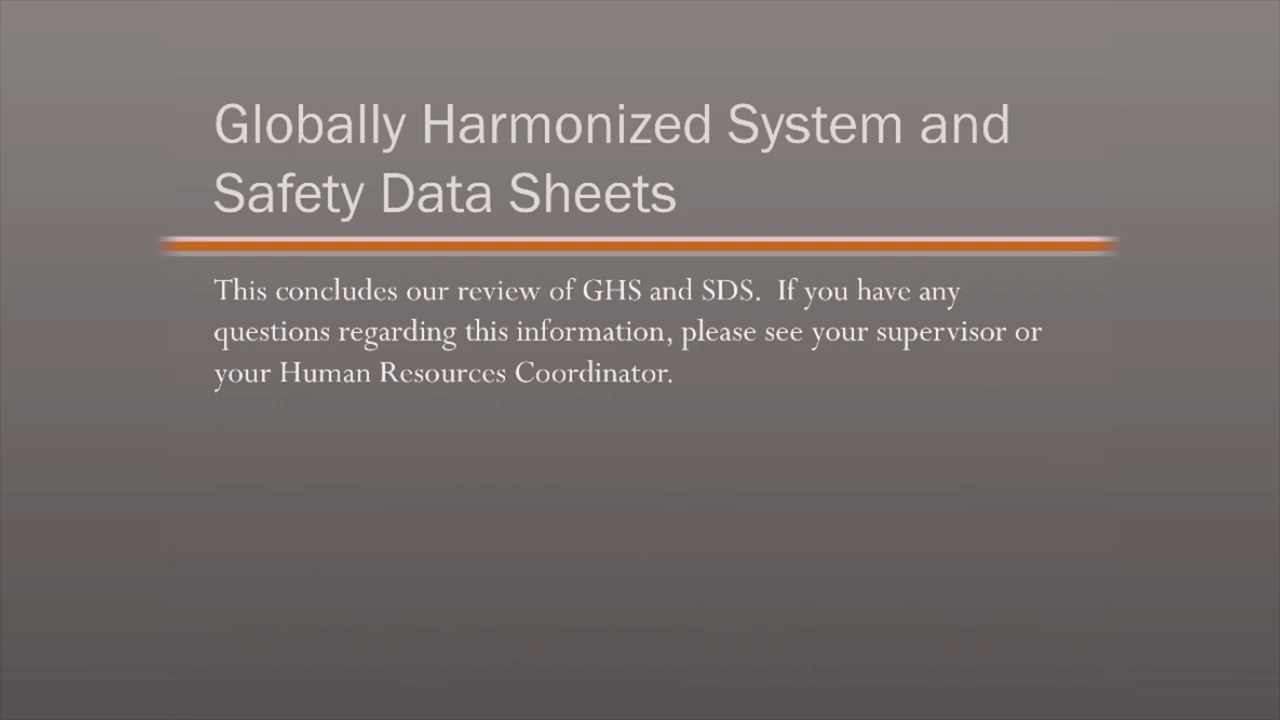 Globally Harmonized System and
Safety Data Sheets
This concludes our review of GHS and SDS.  If you have any
questions regarding this information, please see your supervisor or
your Human Resources Coordinator.